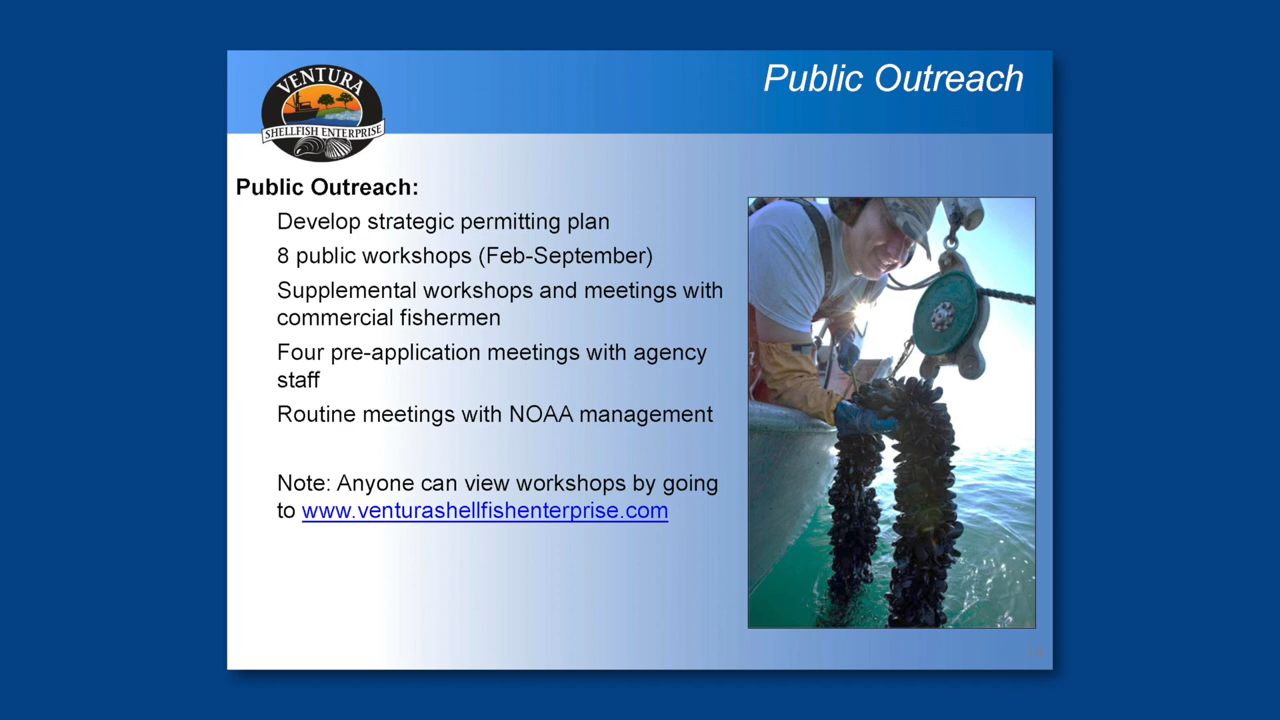 VENTURA
SHELLFISH ENTERPRISE
Public Outreach
Public Outreach:
Develop strategic permitting plan
8 public workshops (Feb-September)
Supplemental workshops and meetings with
commercial fishermen
Four pre-application meetings with agency
staff
Routine meetings with NOAA management
Note: Anyone can view workshops by going
to www.venturashellfishenterprise.com